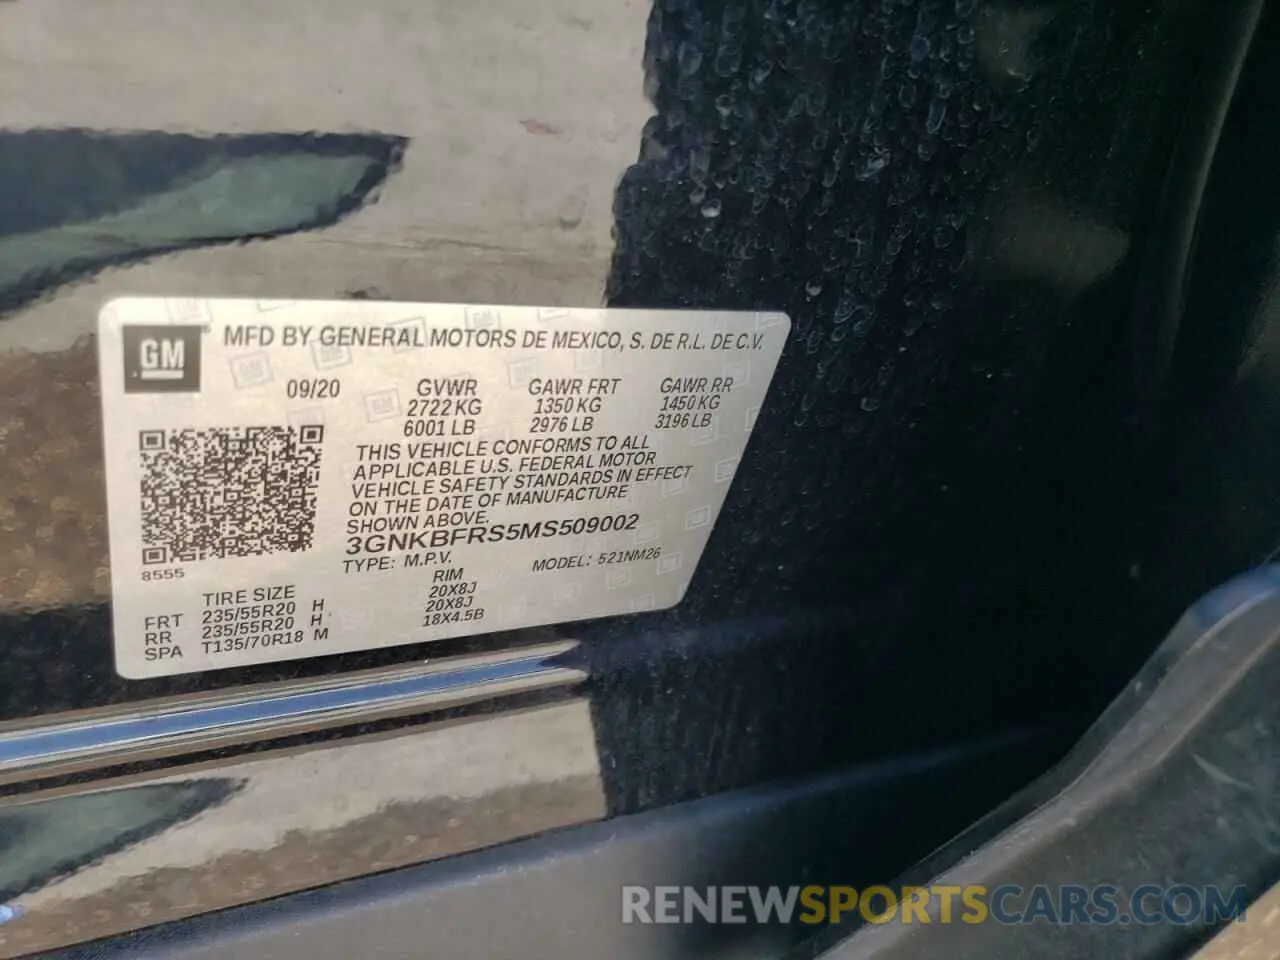 GM
MFD BY GENERAL MOTORS DE MEXICO, S. DE R.L. DE C.V.
09/20 GVWR GAWR FRT GAWR RR
2722 KG 1350 KG 1450 KG
6001 LB 2976 LB 3196 LB
THIS VEHICLE CONFORMS TO ALL
APPLICABLE U.S. FEDERAL MOTOR
VEHICLE SAFETY STANDARDS IN EFFECT
ON THE DATE OF MANUFACTURE
SHOWN ABOVE.
3GNKBFRS5MS509002
TYPE: M.P.V. MODEL: 521NM26
8555
TIRE SIZE RIM
FRT 235/55R20 H 20X8J
RR 235/55R20 H 20X8J
SPA T135/70R18 M 18X4.5B
RENEWSPORTSCARS.COM